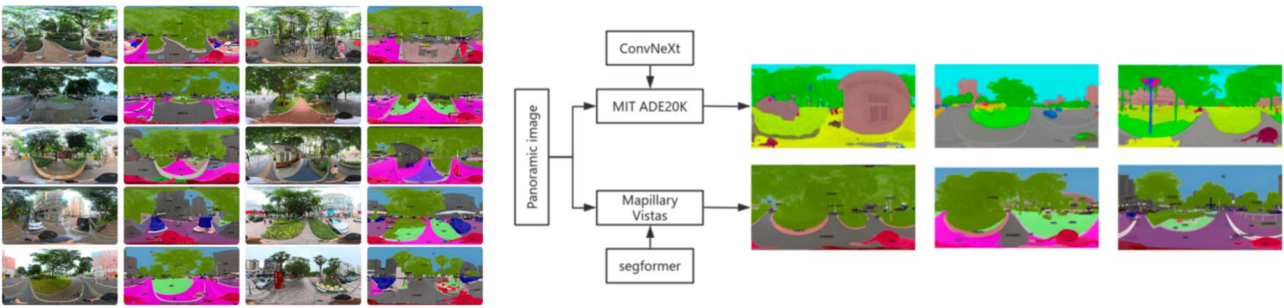 ConvNeXt
MIT ADE20K
Panoramic image
Mapillary
Vistas
segformer